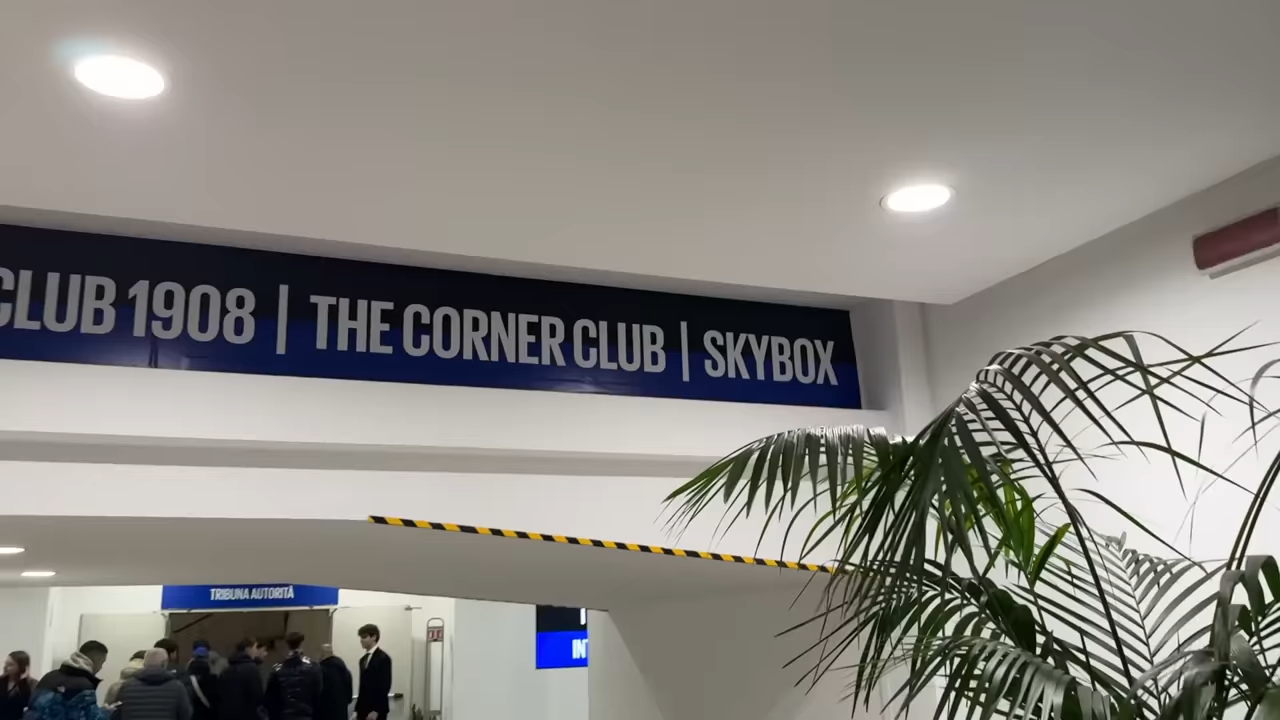 CLUB 1908 | THE CORNER CLUB | SKYBOX
TRIBUNA AUTORITÀ